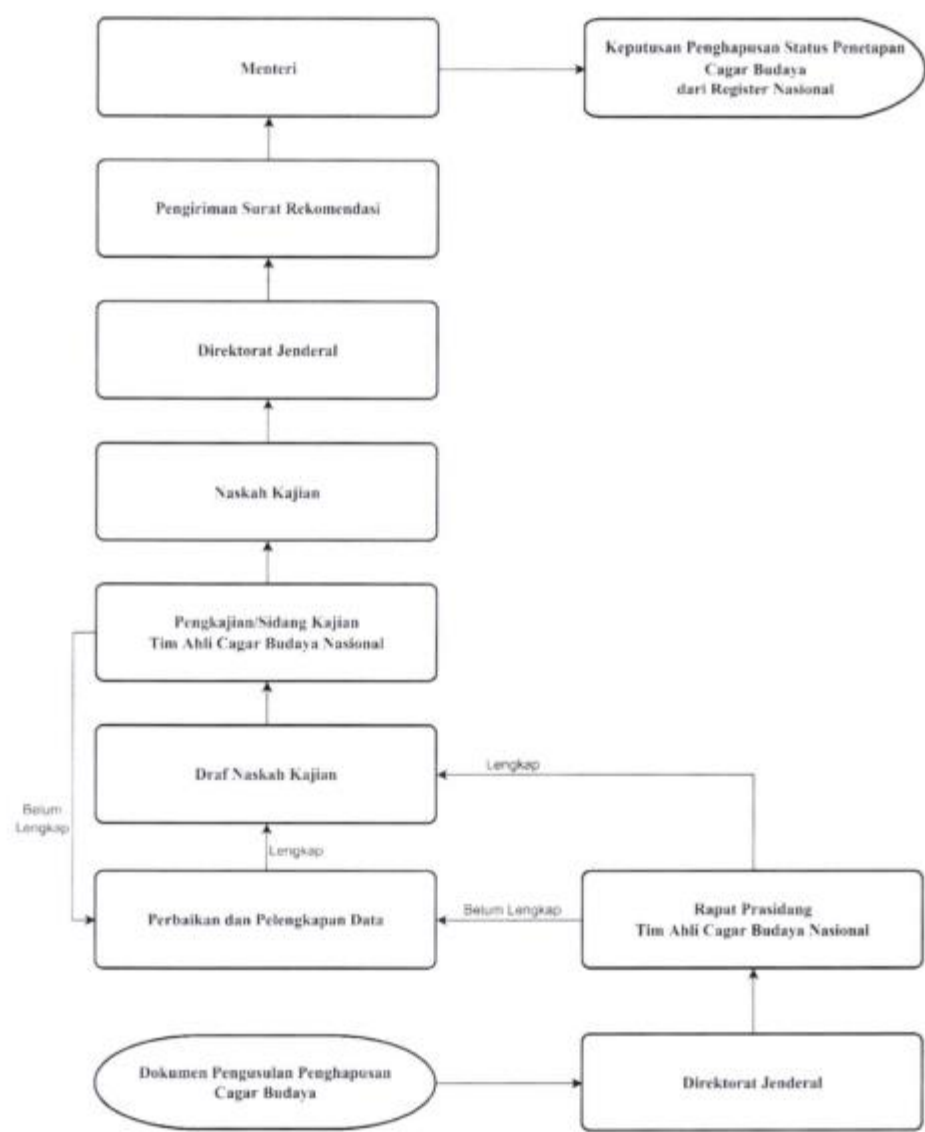 Menteri
Keputusan Penghapusan Status Penetapan
Cagar Budaya
dari Register Nasional
Pengiriman Surat Rekomendasi
Direktorat Jenderal
Naskah Kajian
Pengkajian/Sidang Kajian
Tim Ahli Cagar Budaya Nasional
Draf Naskah Kajian
Lengkap
Belum
Lengkap
Lengkap
Perbaikan dan Pelengkapan Data
Belum Lengkap
Rapat Prasidang
Tim Ahli Cagar Budaya Nasional
Dokumen Pengusulan Penghapusan
Cagar Budaya
Direktorat Jenderal